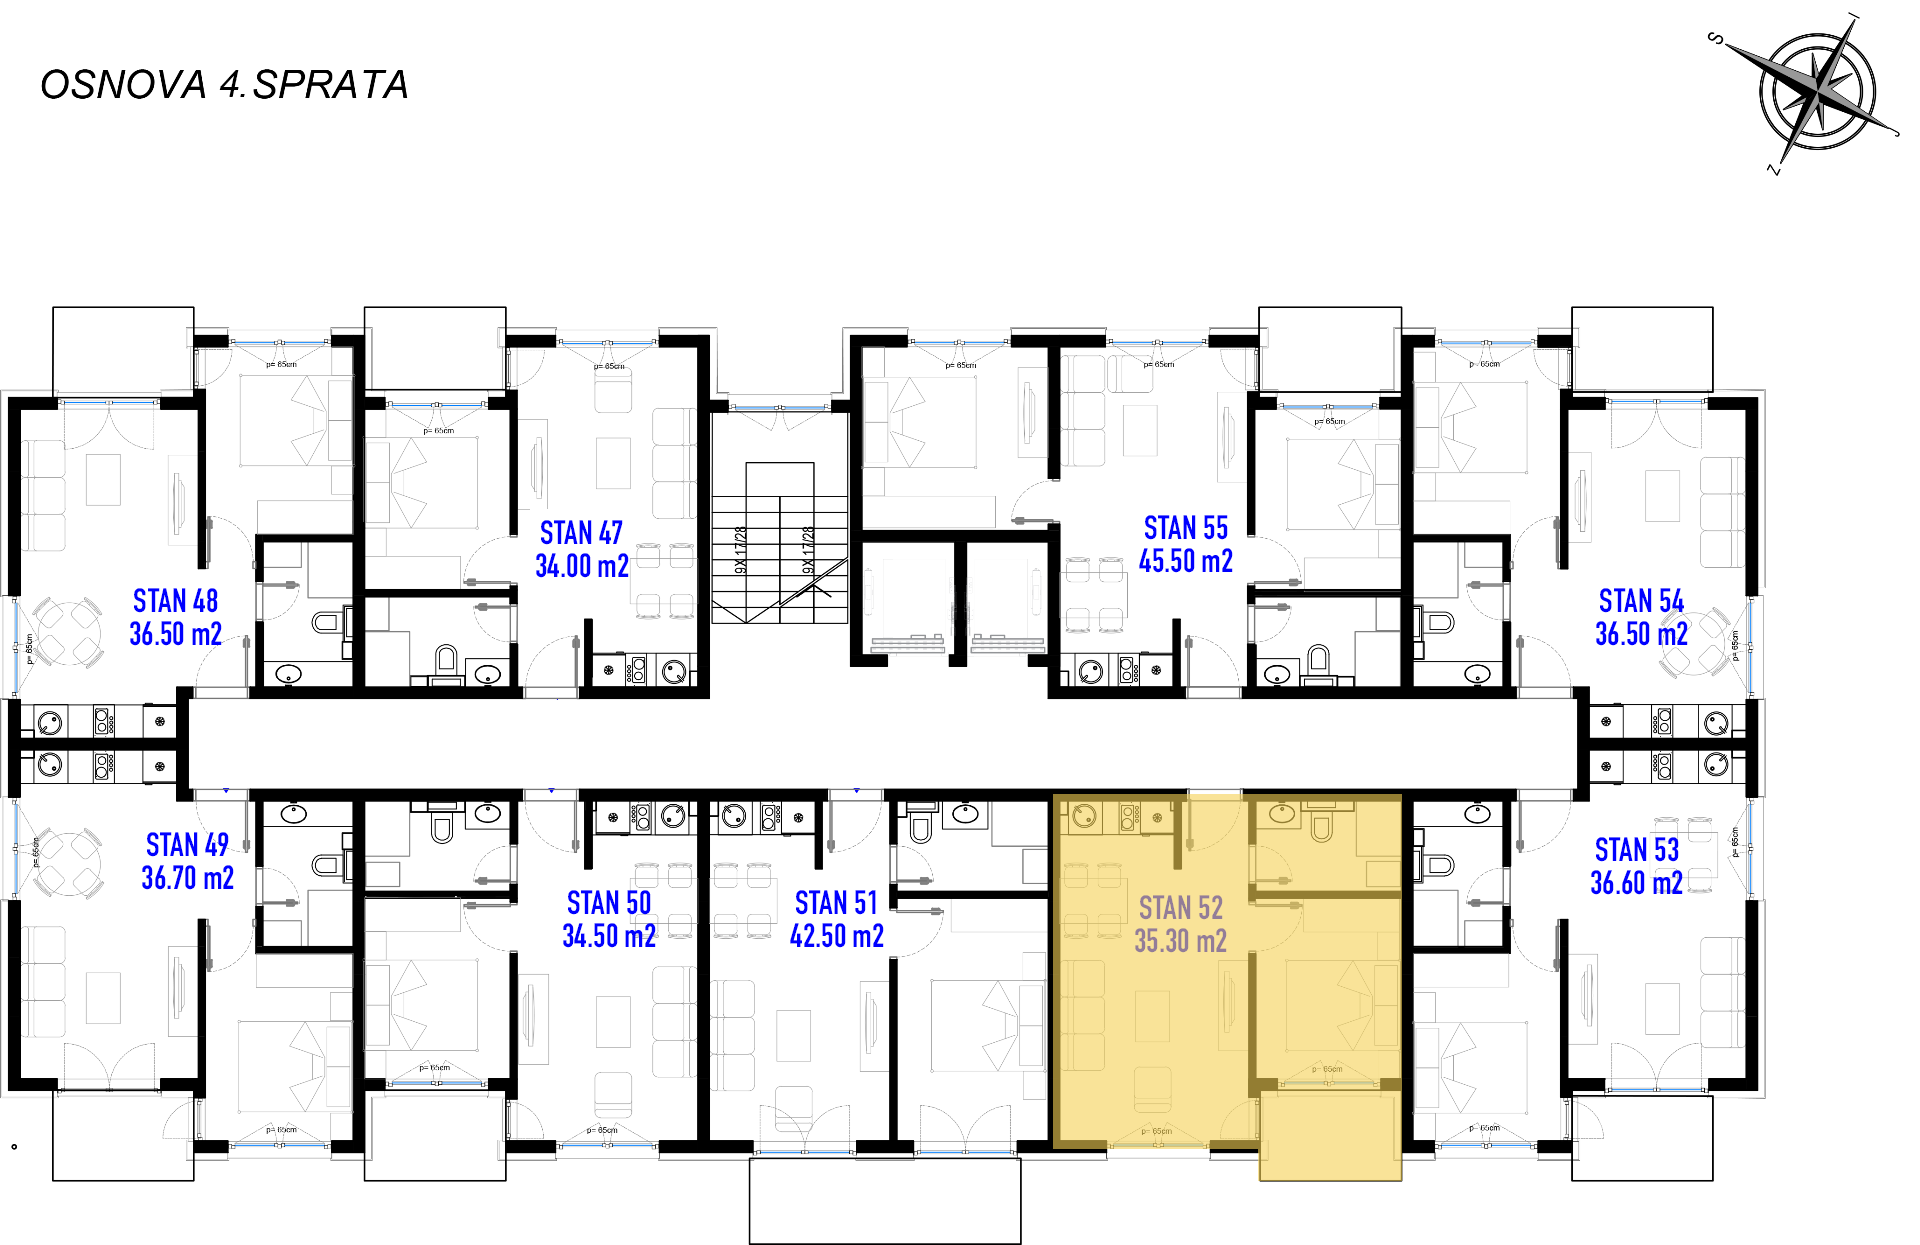 I
S
J
Z
OSNOVA 4. SPRATA
p= 65cm
p= 65cm
p= 65cm
p= 65cm
p= 65cm
p= 65cm
p= 65cm
STAN 47
34.00 m2
9X 17/28
9X 17/28
STAN 55
45.50 m2
STAN 48
36.50 m2
STAN 54
36.50 m2
p= 65cm
p= 65cm
STAN 49
36.70 m2
p= 65cm
STAN 53
36.60 m2
p= 65cm
STAN 50
34.50 m2
STAN 51
42.50 m2
STAN 52
35.30 m2
p= 65cm
p= 65cm
p= 65cm
p= 65cm
p= 65cm
p= 65cm